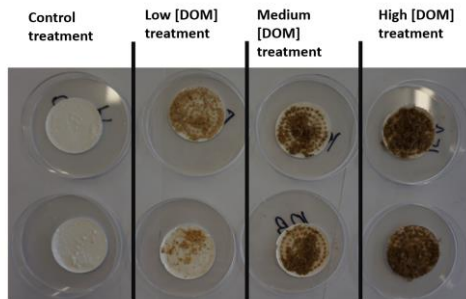 Control
treatment
Low [DOM]
treatment
Medium
[DOM]
treatment
High [DOM]
treatment